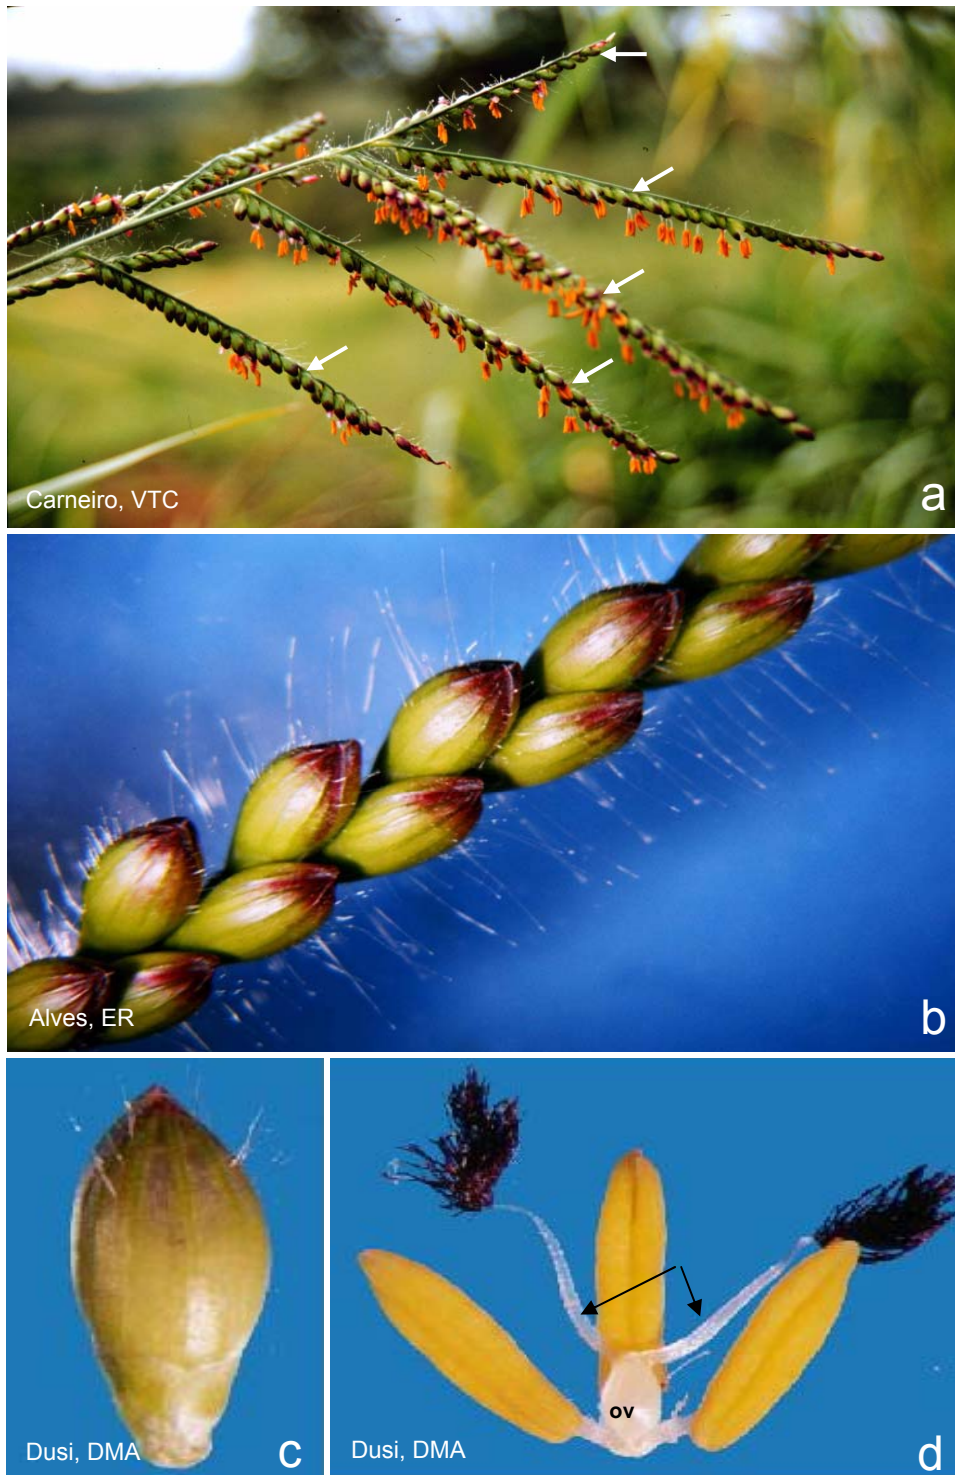 Carneiro, VTC
a
Alves, ER
b
Dusi, DMA
c
ov
Dusi, DMA
d